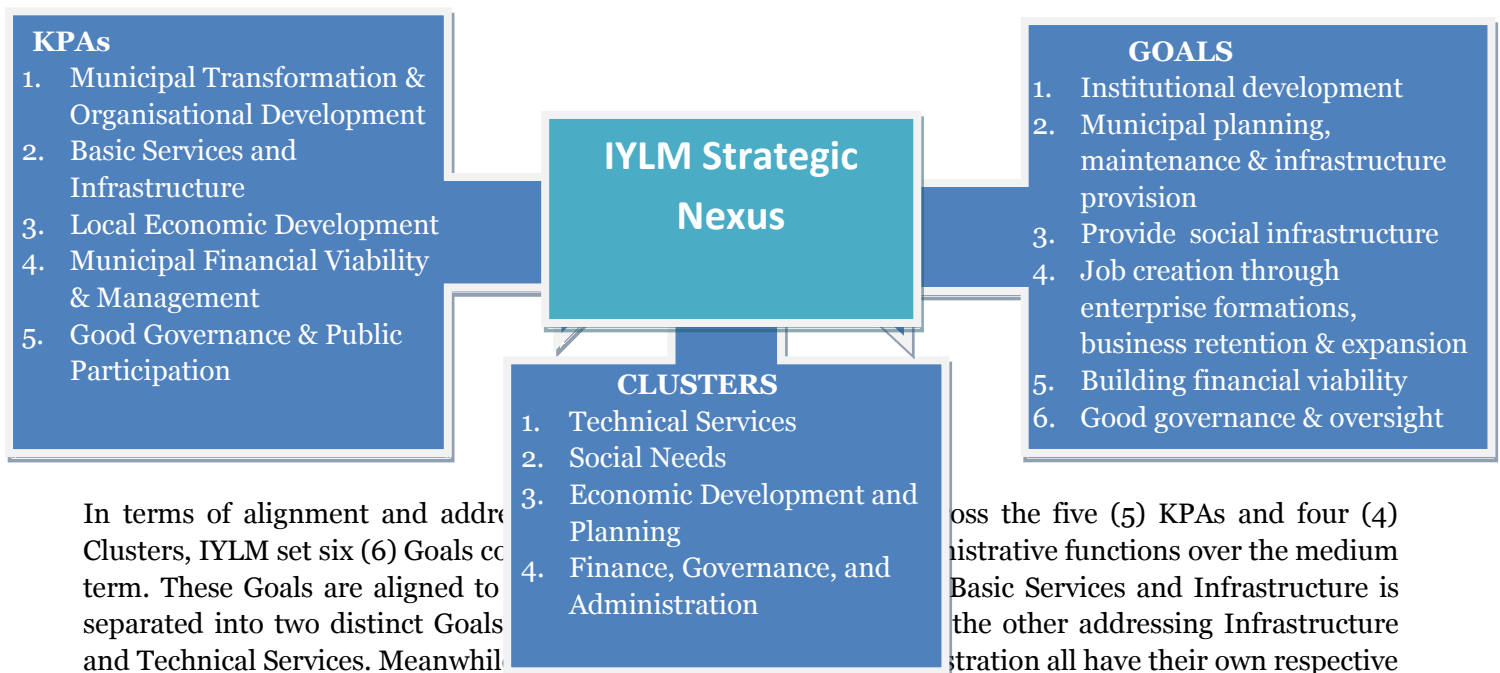 KPAs
1. Municipal Transformation &
Organisational Development
2. Basic Services and
Infrastructure
3. Local Economic Development
4. Municipal Financial Viability
& Management
5. Good Governance & Public
Participation
IYLM Strategic
Nexus
GOALS
1. Institutional development
2. Municipal planning,
maintenance & infrastructure
provision
3. Provide social infrastructure
4. Job creation through
enterprise formations,
business retention & expansion
5. Building financial viability
6. Good governance & oversight
CLUSTERS
1. Technical Services
2. Social Needs
3. Economic Development and
Planning
4. Finance, Governance, and
Administration
In terms of alignment and the five (5) KPAs and four (4)
Clusters, IYLM set six (6) Goals functions over the medium
term. These Goals are aligned to Basic Services and Infrastructure is
separated into two distinct Goals the other addressing Infrastructure
and Technical Services. all have their own respective